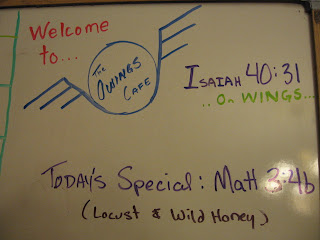 Welcome
to...
The
Owings
Cafe
Isaiah 40:31
..On WINGS...
Today's Special: Matt 3:4b
(Locust & Wild Honey)